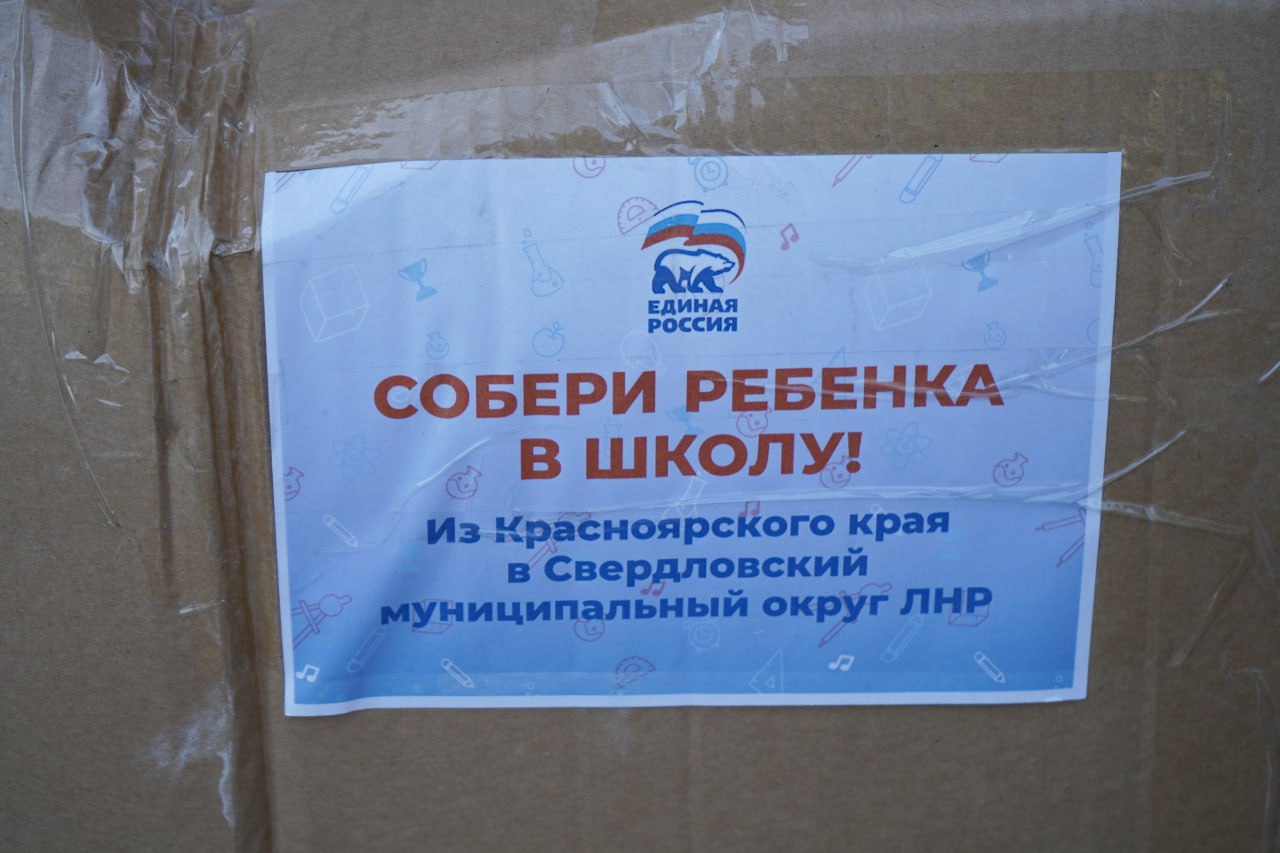 ЕДИНАЯ
РОССИЯ
СОБЕРИ РЕБЕНКА
В ШКОЛУ!
Из Красноярского края
в Свердловский
муниципальный округ ЛНР